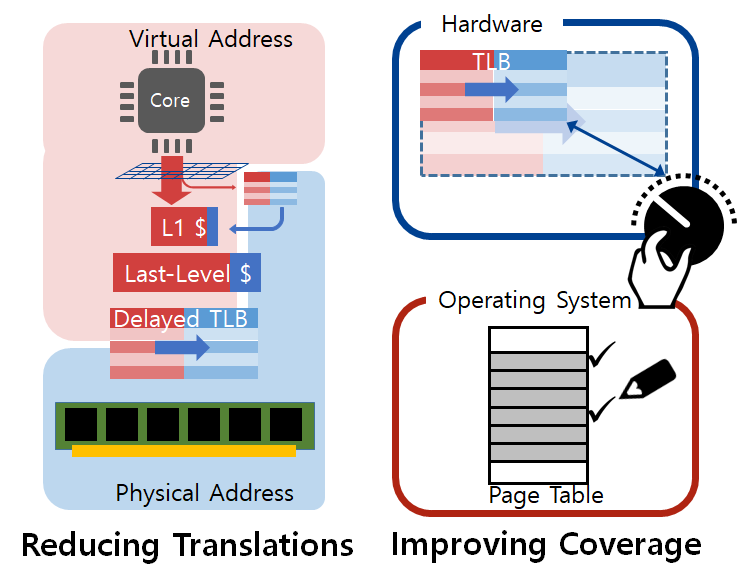 Virtual Address
Core
L1 $
Last-Level $
Delayed TLB
Physical Address
Reducing Translations
Hardware
TLB
Operating System
Page Table
Improving Coverage